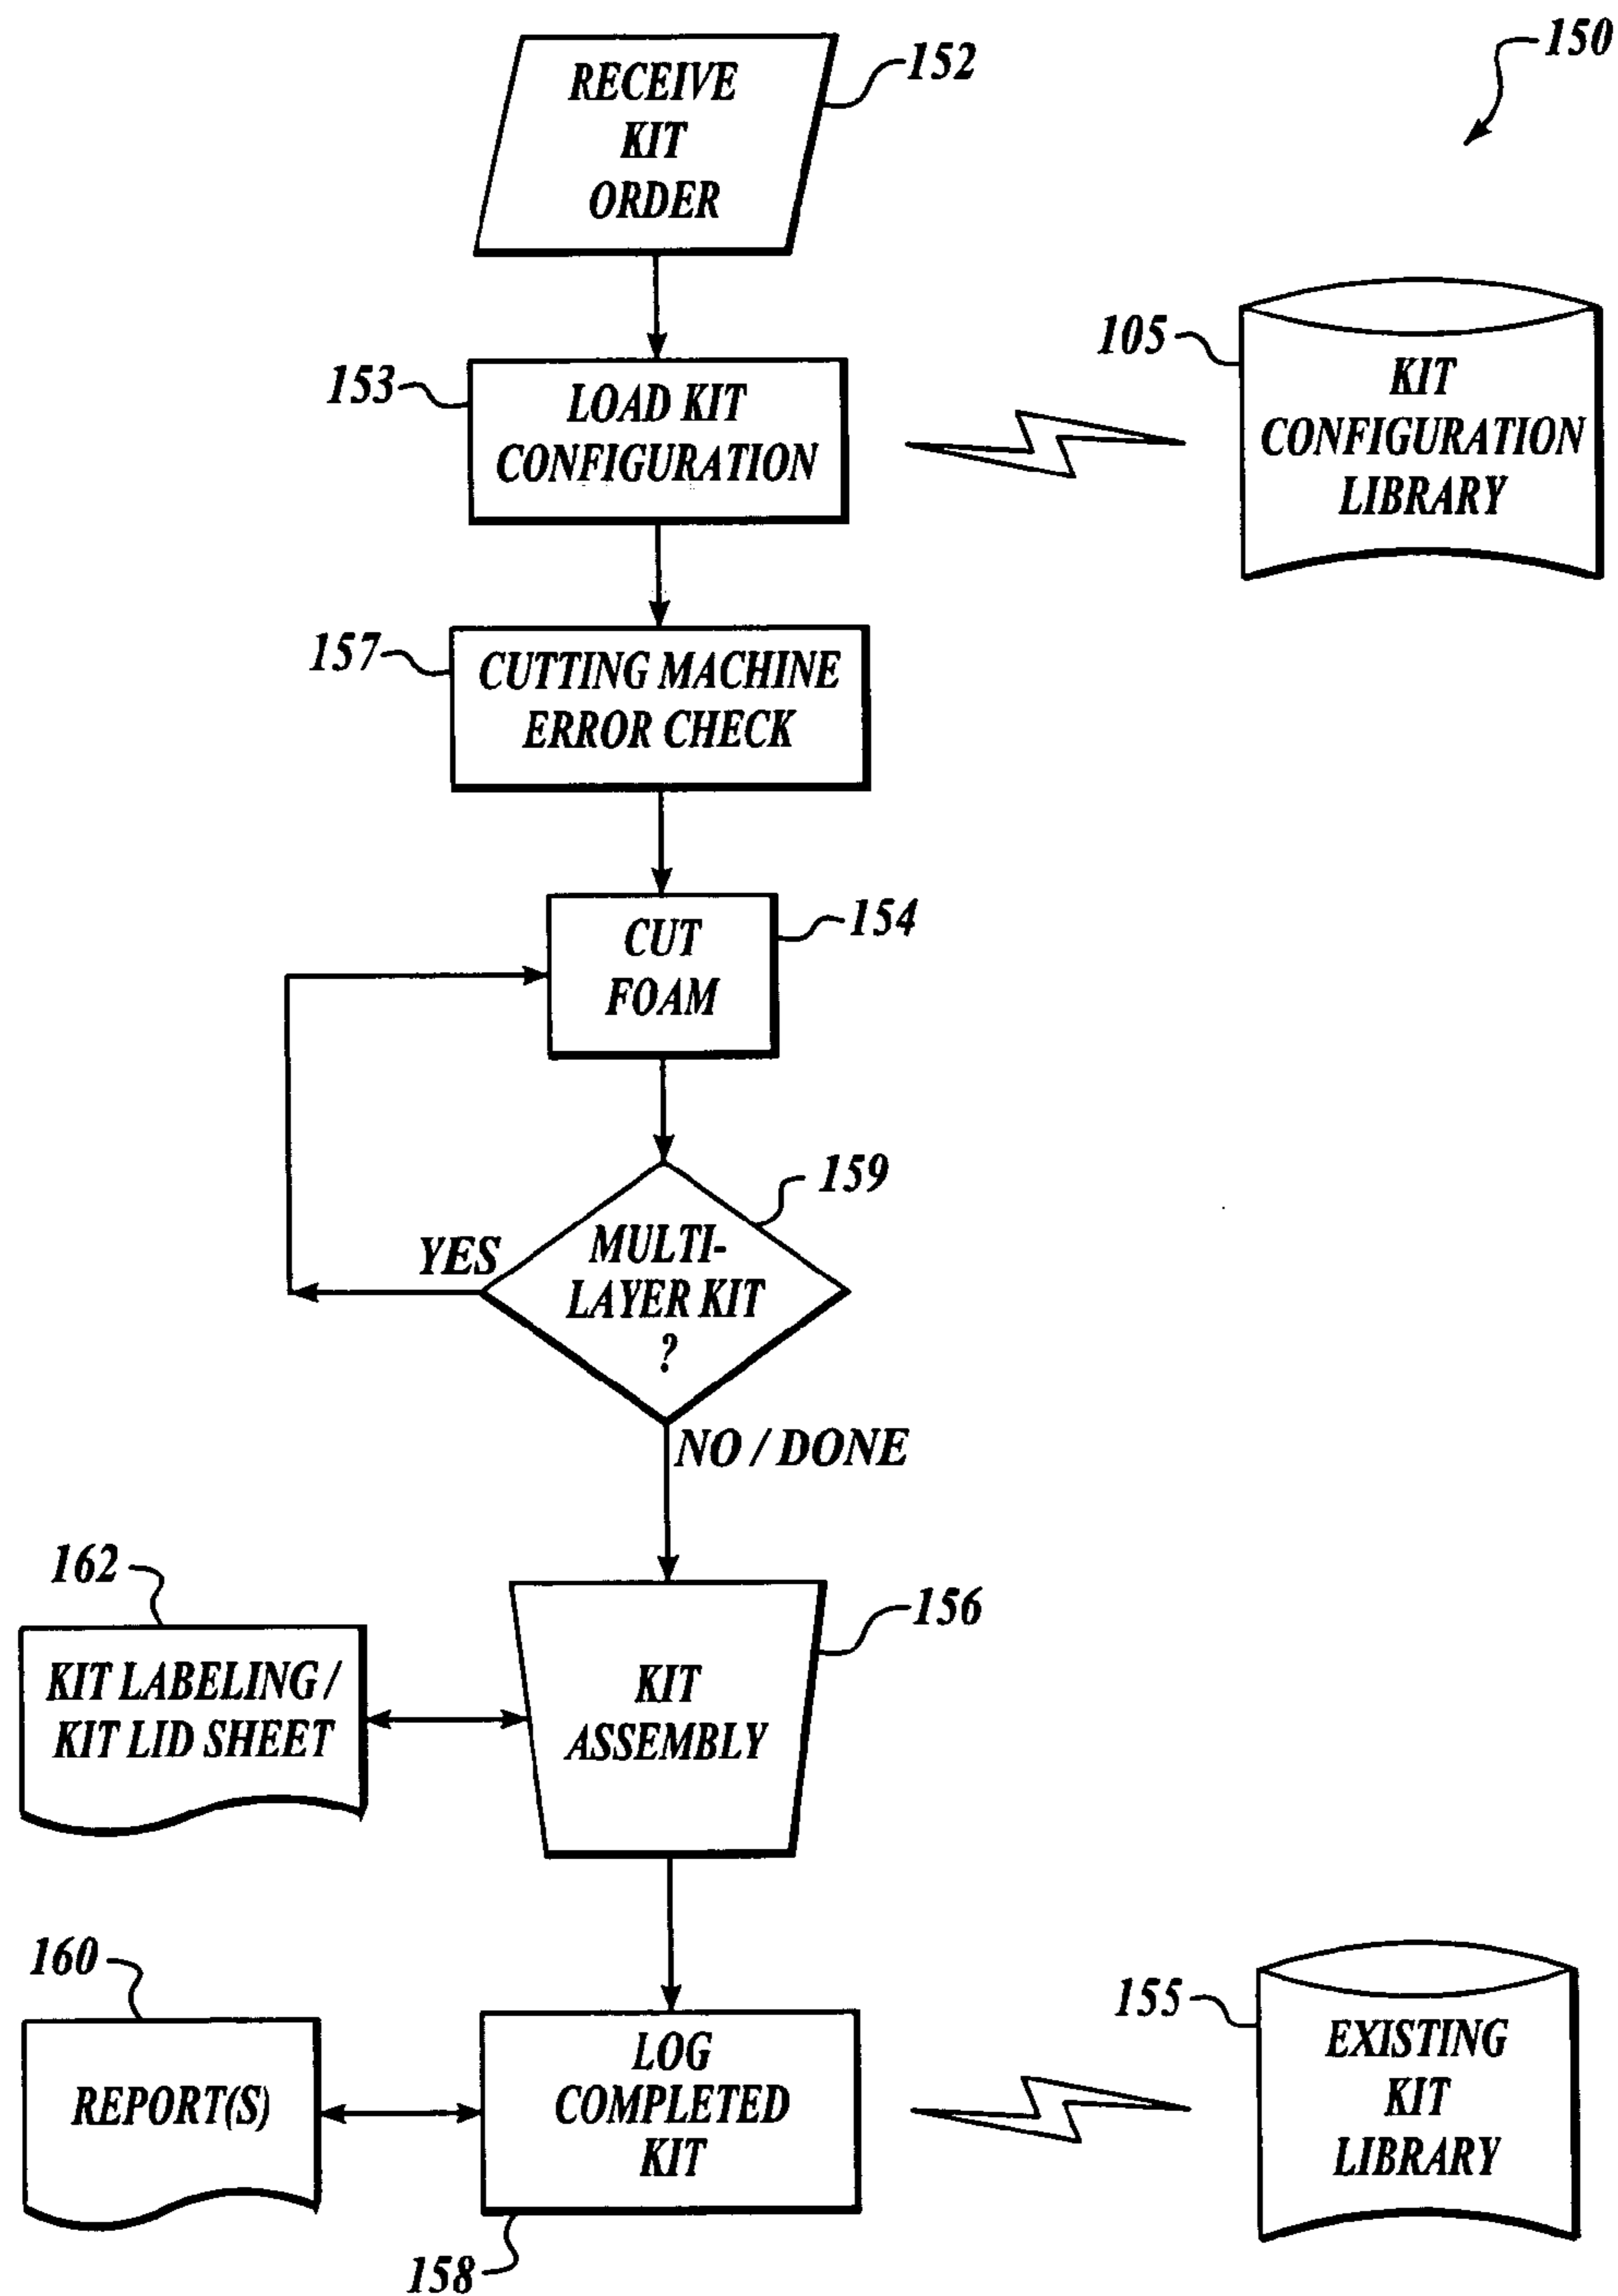 150
152
RECEIVE
KIT
ORDER
105
KIT
CONFIGURATION
LIBRARY
153
LOAD KIT
CONFIGURATION
157
CUTTING MACHINE
ERROR CHECK
154
CUT
FOAM
159
MULTI-
LAYER KIT
?
YES
NO / DONE
162
KIT LABELING /
KIT LID SHEET
156
KIT
ASSEMBLY
160
REPORT(S)
LOG
COMPLETED
KIT
158
155
EXISTING
KIT
LIBRARY